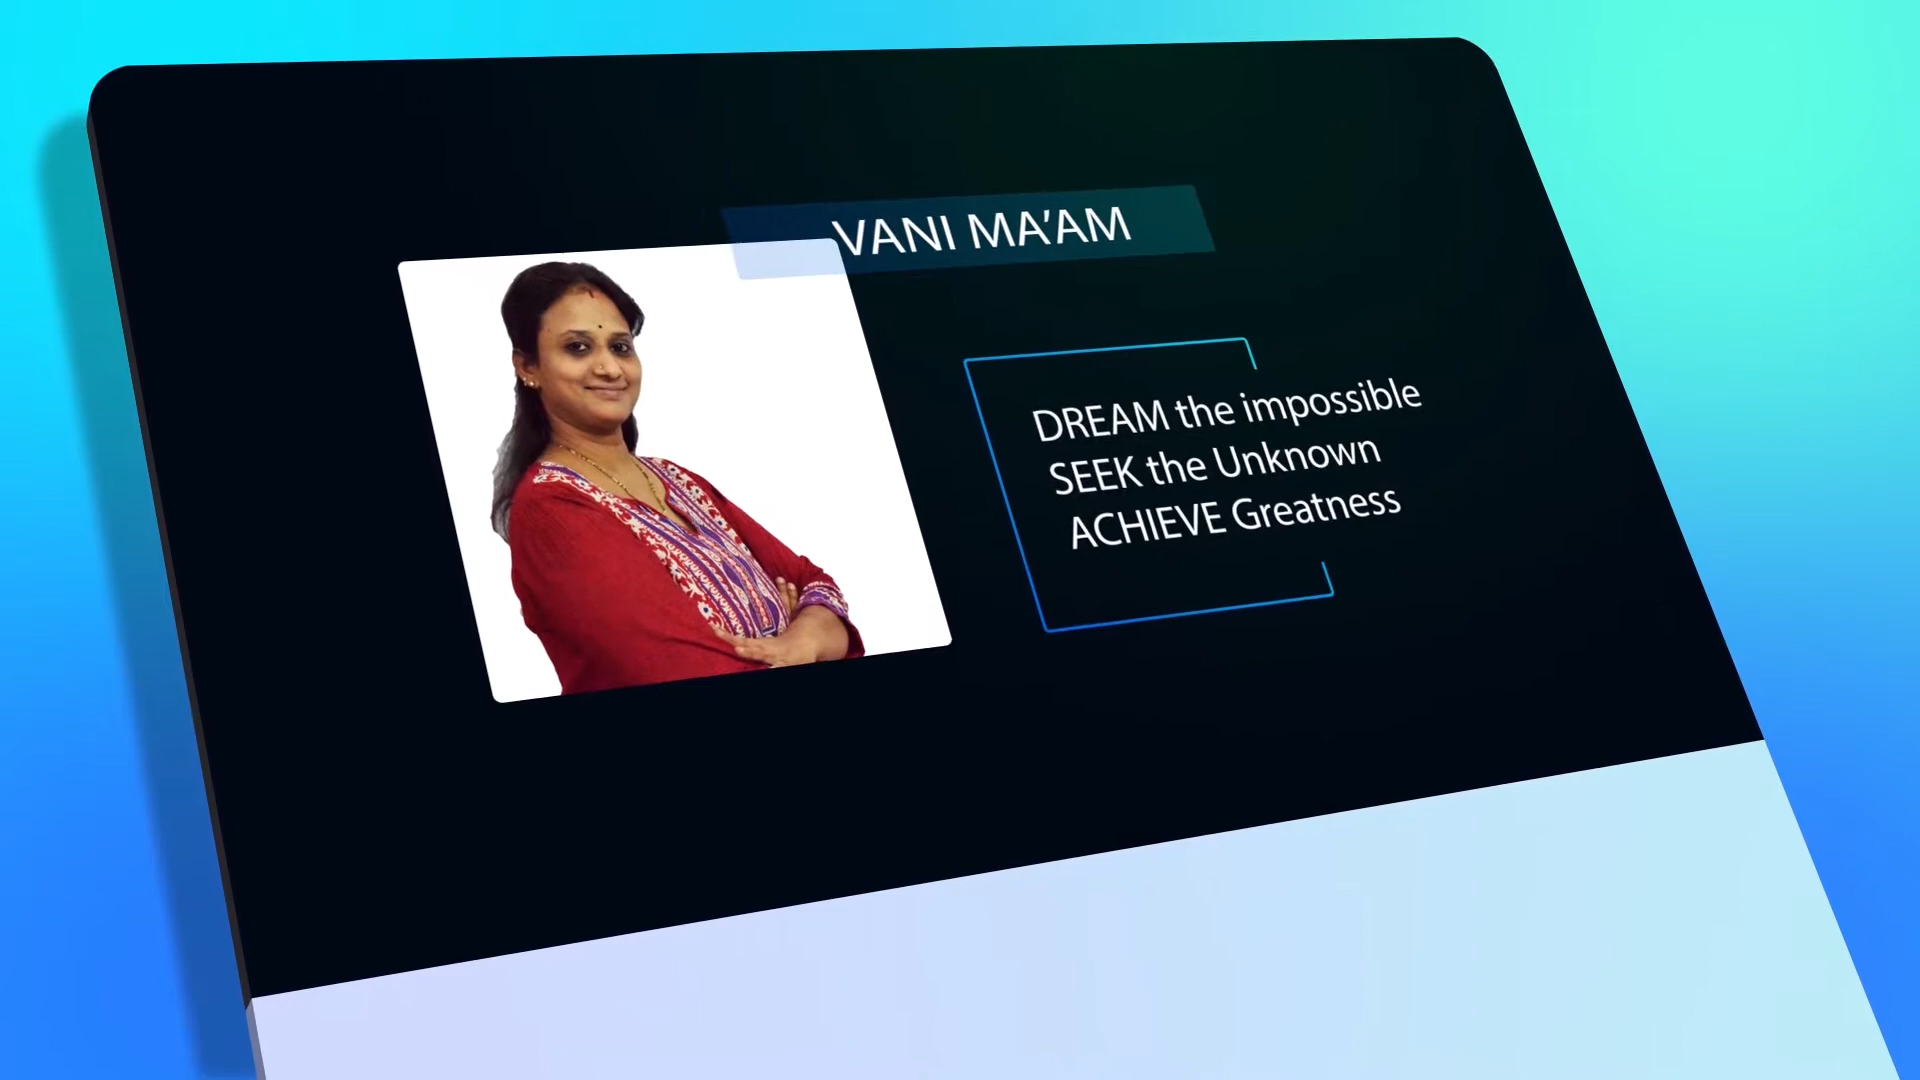 VANI MA’AM
DREAM the impossible
SEEK the Unknown
ACHIEVE Greatness